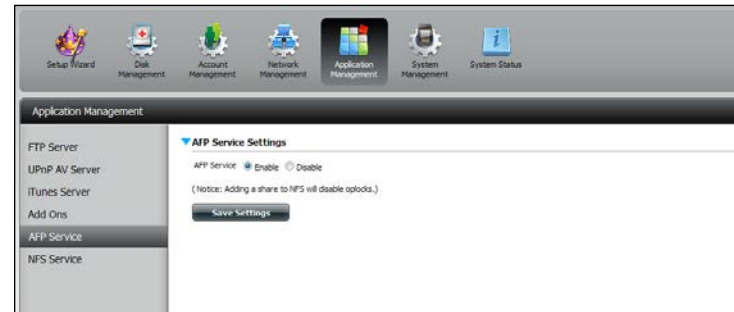 Setup Wizard
Disk Management
Account Management
Network Management
Application Management
System Management
System Status
Application Management
FTP Server
UPnP AV Server
iTunes Server
Add Ons
AFP Service
NFS Service
AFP Service Settings
AFP Service Enable Disable
(Notice: Adding a share to NFS will disable oplocks.)
Save Settings